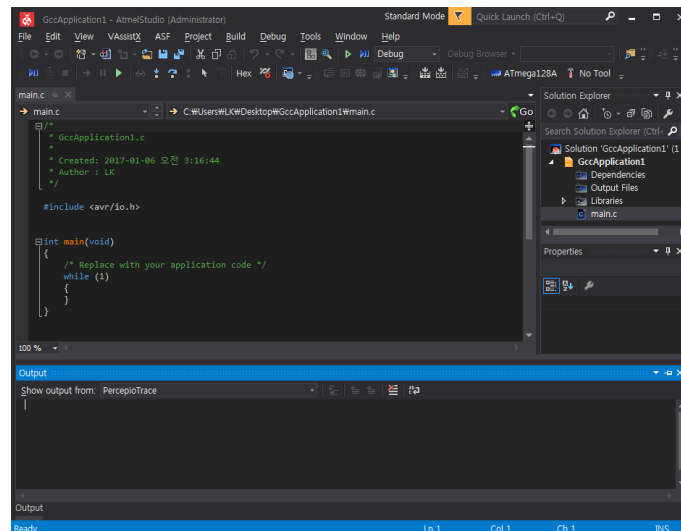 GccApplication1 - AtmelStudio (Administrator)
Standard Mode
Quick Launch (Ctrl+Q)
File Edit View VAssistX ASF Project Build Debug Tools Window Help
Debug
Debug Browser
Hex
ATmega128A
No Tool
main.c
main.c
C:₩Users₩LK₩Desktop₩GccApplication1₩main.c
Go
/*
* GccApplication1.c
*
* Created: 2017-01-06 오전 3:16:44
* Author : LK
*/
#include <avr/io.h>
int main(void)
{
/* Replace with your application code */
while (1)
{
}
}
100 %
Solution Explorer
Search Solution Explorer (Ctrl-
Solution 'GccApplication1' (1
GccApplication1
Dependencies
Output Files
Libraries
main.c
Properties
Output
Show output from: PercepioTrace
Output
Ready
Ln 1
Col 1
Ch 1
INS